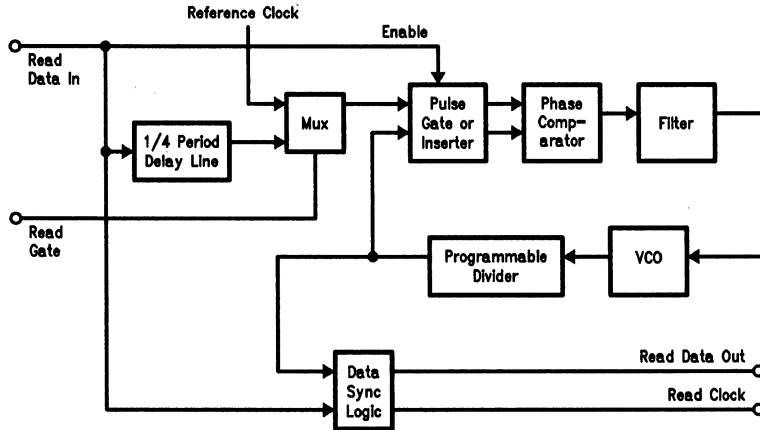 Reference Clock
Enable
Read
Data In
Mux
Pulse
Gate or
Inserter
Phase
Comp-
arator
Filter
1/4 Period
Delay Line
Read
Gate
Programmable
Divider
VCO
Data
Sync
Logic
Read Data Out
Read Clock